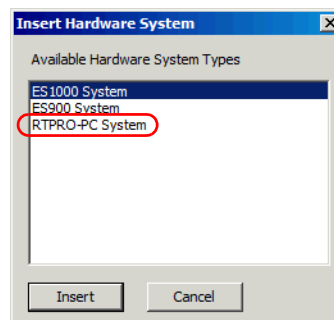 Insert Hardware System
Available Hardware System Types
ES1000 System
ES900 System
RTPRO-PC System
Insert Cancel